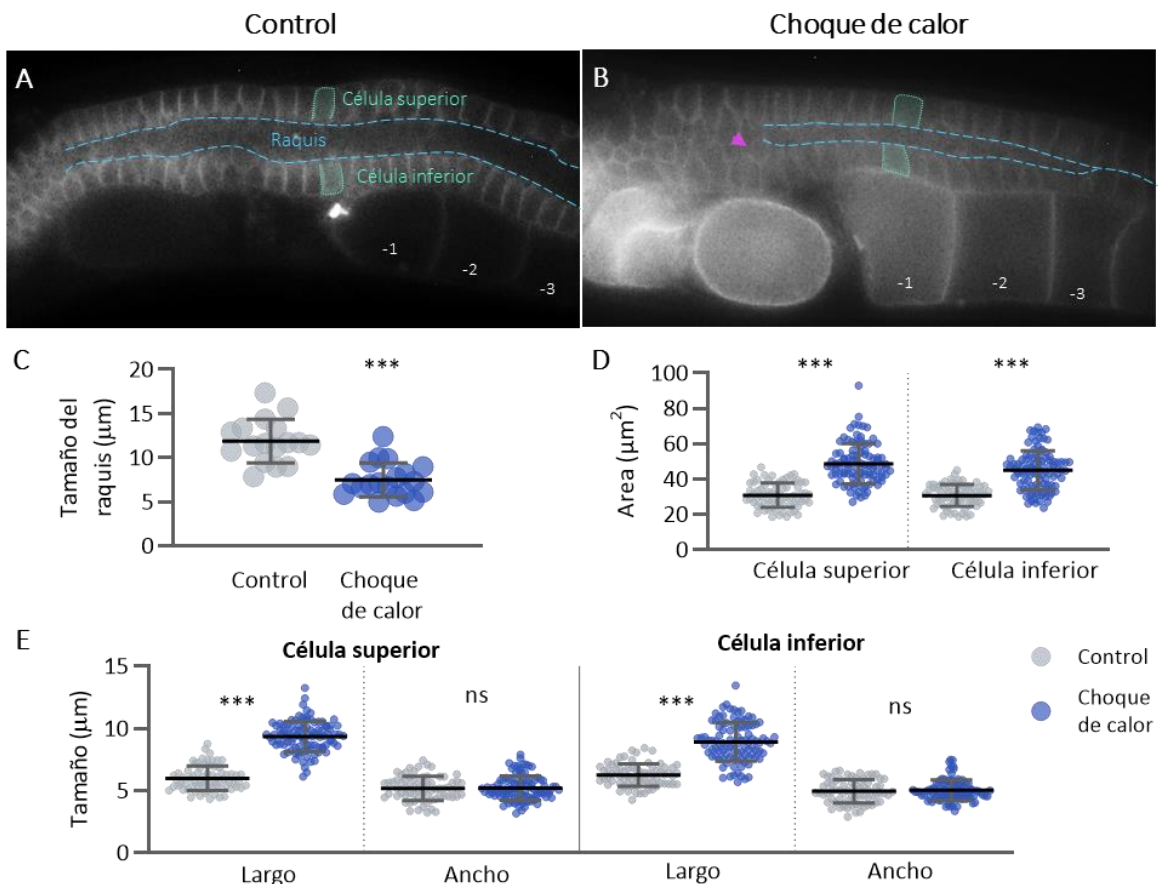 Control
Choque de calor
A
Célula superior
Raquis
Célula inferior
-1
-2
-3
B
-1
-2
-3
C
Tamaño del
raquis (μm)
20
15
10
5
0
***
Control
Choque
de calor
D
Area (μm²)
100
80
60
40
20
0
***
***
Célula superior
Célula inferior
E
Célula superior
Célula inferior
Tamaño (μm)
15
10
5
0
***
ns
***
ns
Largo
Ancho
Largo
Ancho
Control
Choque
de calor